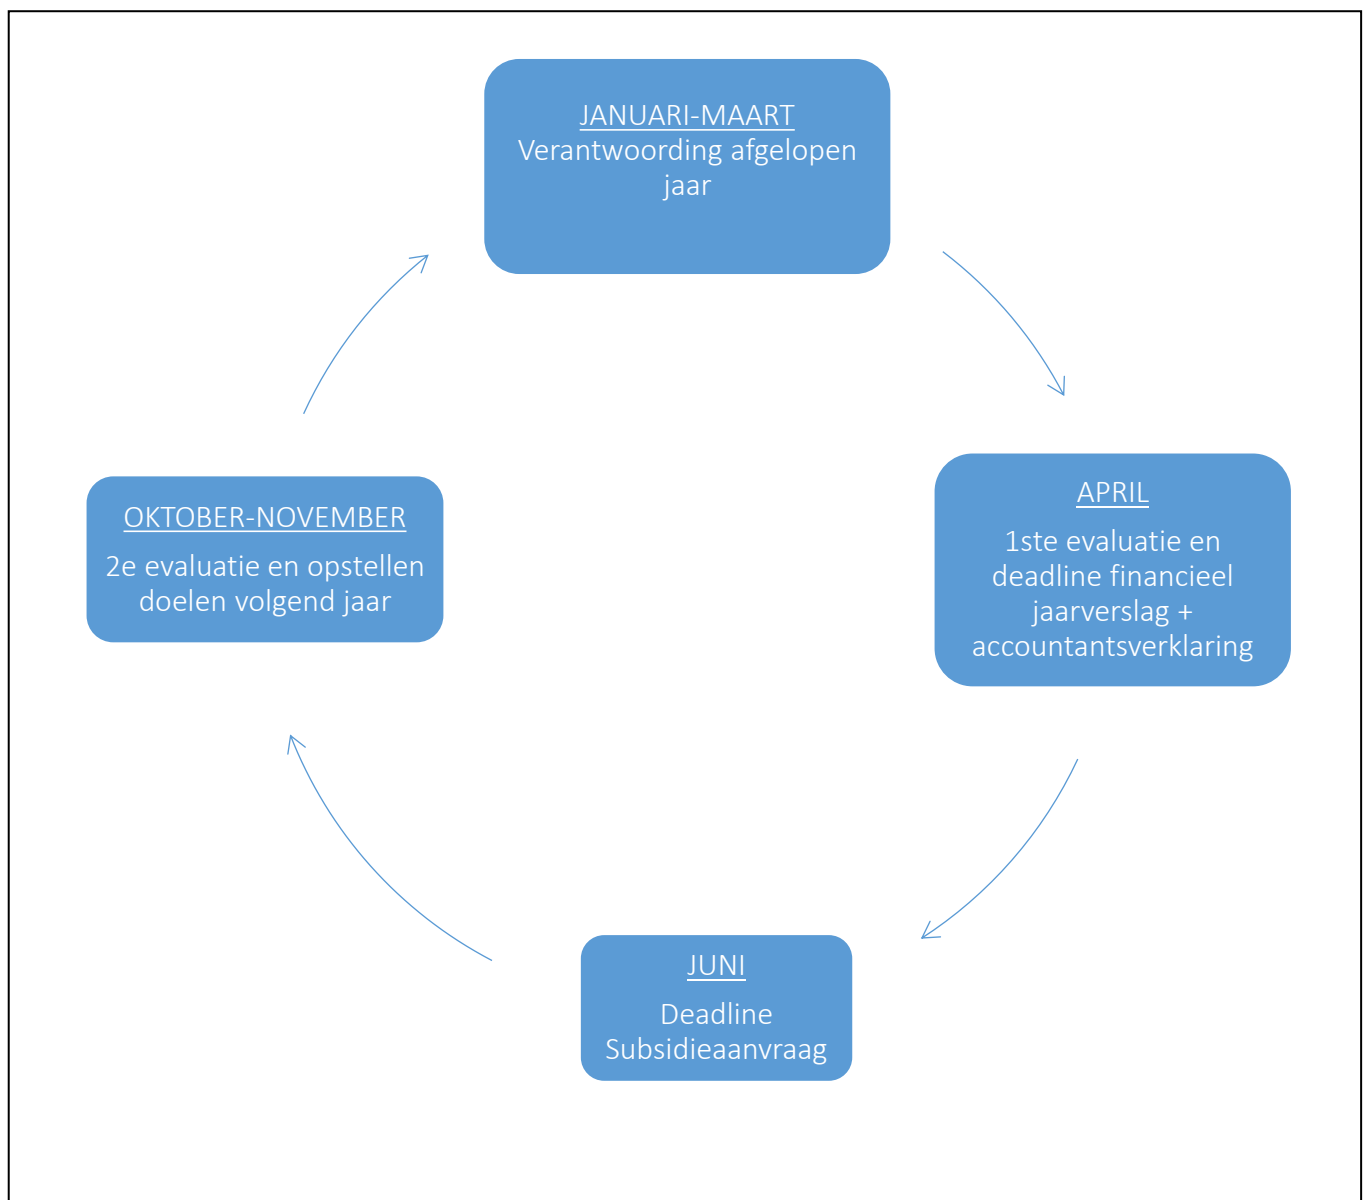 JANUARI-MAART
Verantwoording afgelopen
jaar
APRIL
1ste evaluatie en
deadline financieel
jaarverslag +
accountantsverklaring
JUNI
Deadline
Subsidieaanvraag
OKTOBER-NOVEMBER
2e evaluatie en opstellen
doelen volgend jaar